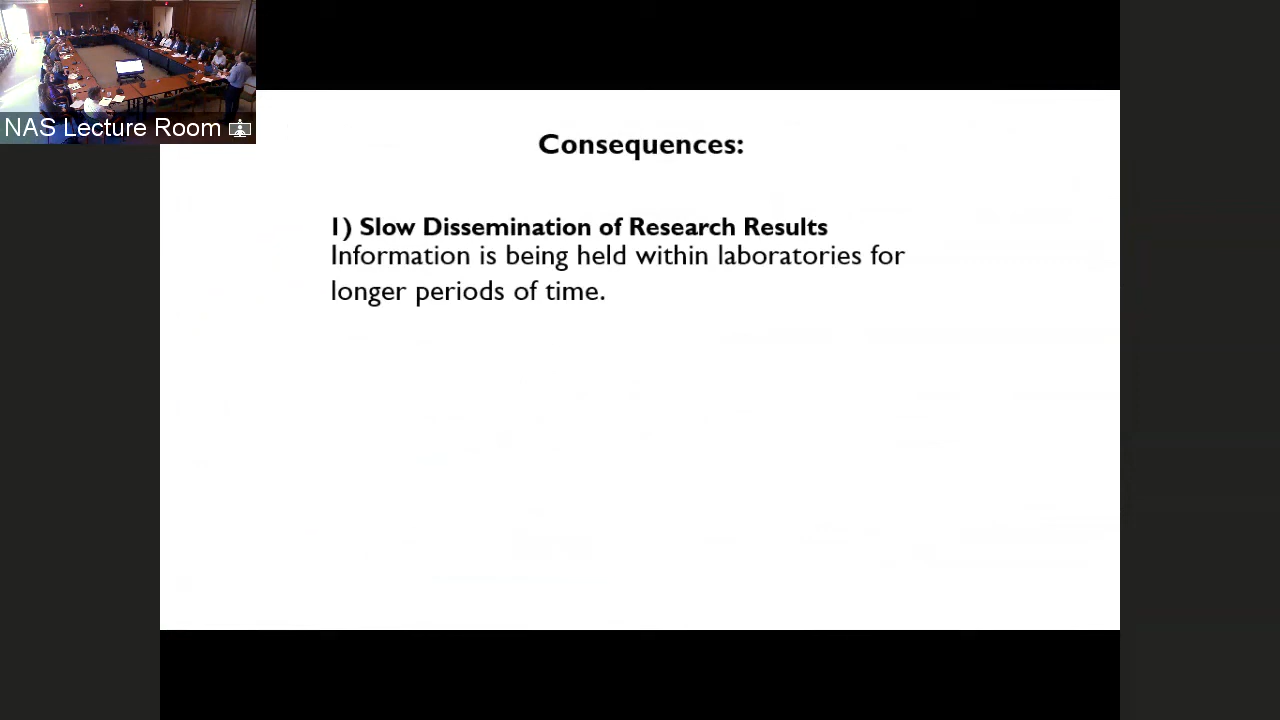 NAS Lecture Room
Consequences:
1) Slow Dissemination of Research Results
Information is being held within laboratories for
longer periods of time.